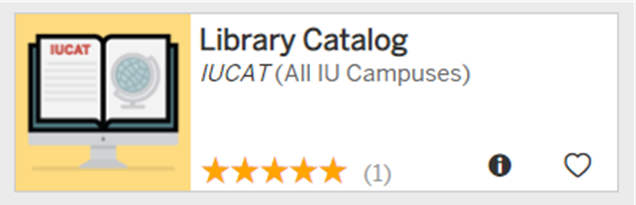 IUCAT
Library Catalog
IUCAT (All IU Campuses)
(1)